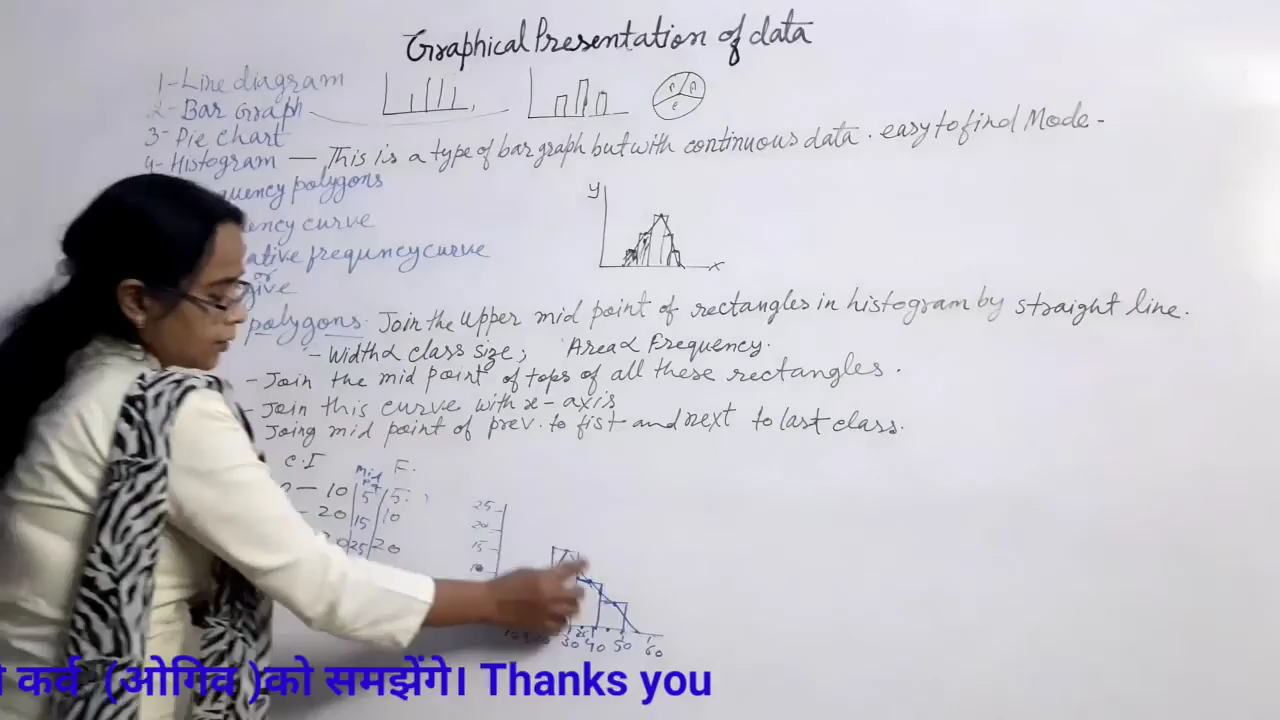 Graphical Presentation of data
1- Line diagram
2- Bar Graph
3- Pie Chart
4- Histogram — This is a type of bar graph but with continuous data. easy to find Mode -
quency polygons
ency curve
ative frequncy curve
or
give
y
x
polygons. Join the Upper mid point of rectangles in histogram by straight line.
- Width ∝ class size; Area ∝ Frequency.
- Join the mid point of tops of all these rectangles.
- Join this curve with x-axis
Joing mid point of prev. to fist and next to last class.
C.I Mid F.
— 10 5 5
- 20 15 10
25 20
25
20
15
10
30 40 50 60
कर्व (ओगिव )को समझेंगे। Thanks you